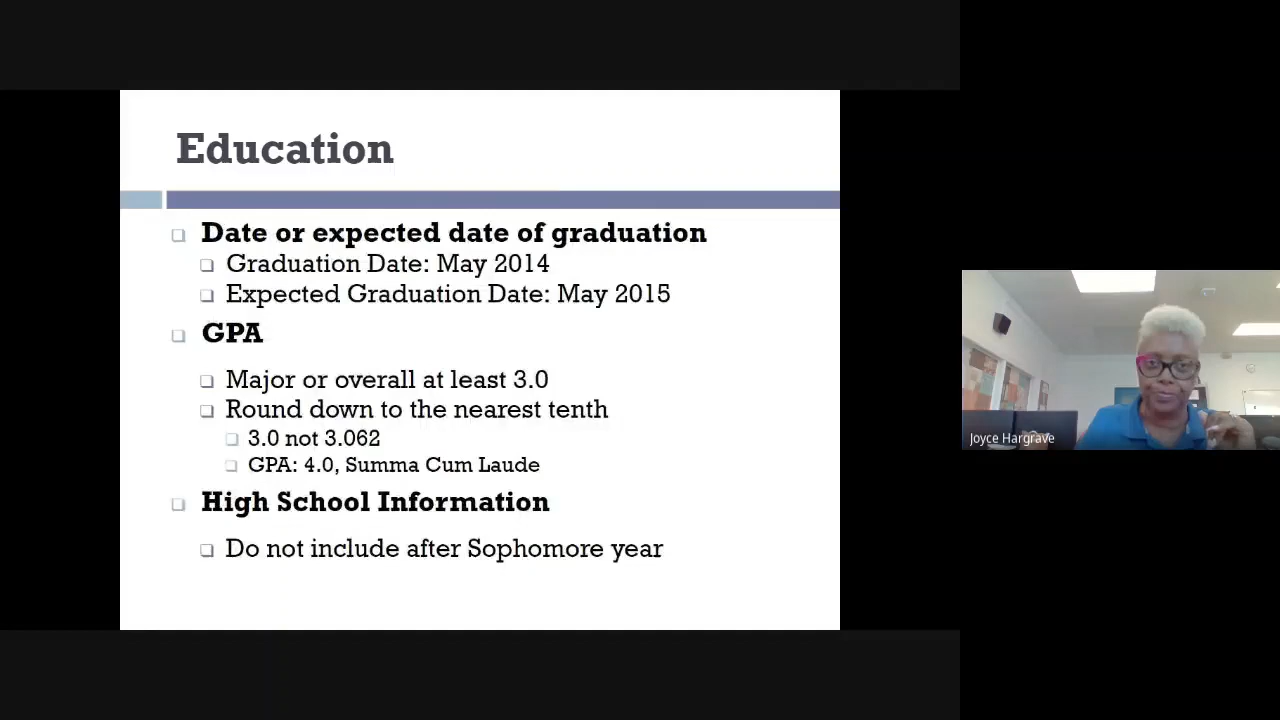 Education
Date or expected date of graduation
Graduation Date: May 2014
Expected Graduation Date: May 2015
GPA
Major or overall at least 3.0
Round down to the nearest tenth
3.0 not 3.062
GPA: 4.0, Summa Cum Laude
High School Information
Do not include after Sophomore year
Joyce Hargrave